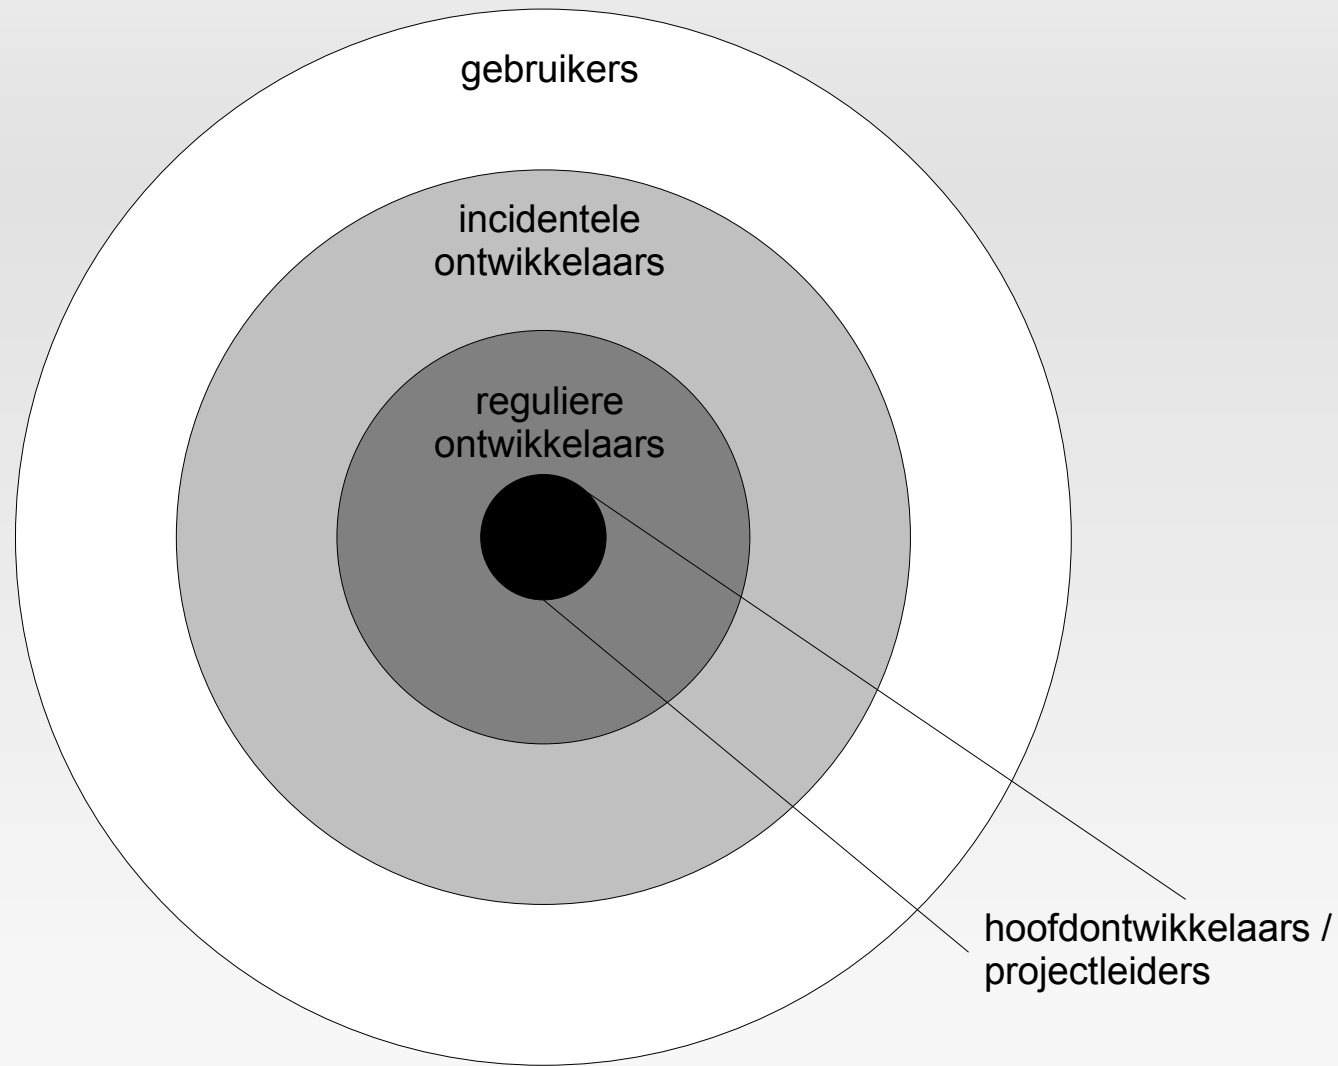 gebruikers
incidentele
ontwikkelaars
reguliere
ontwikkelaars
hoofdontwikkelaars /
projectleiders